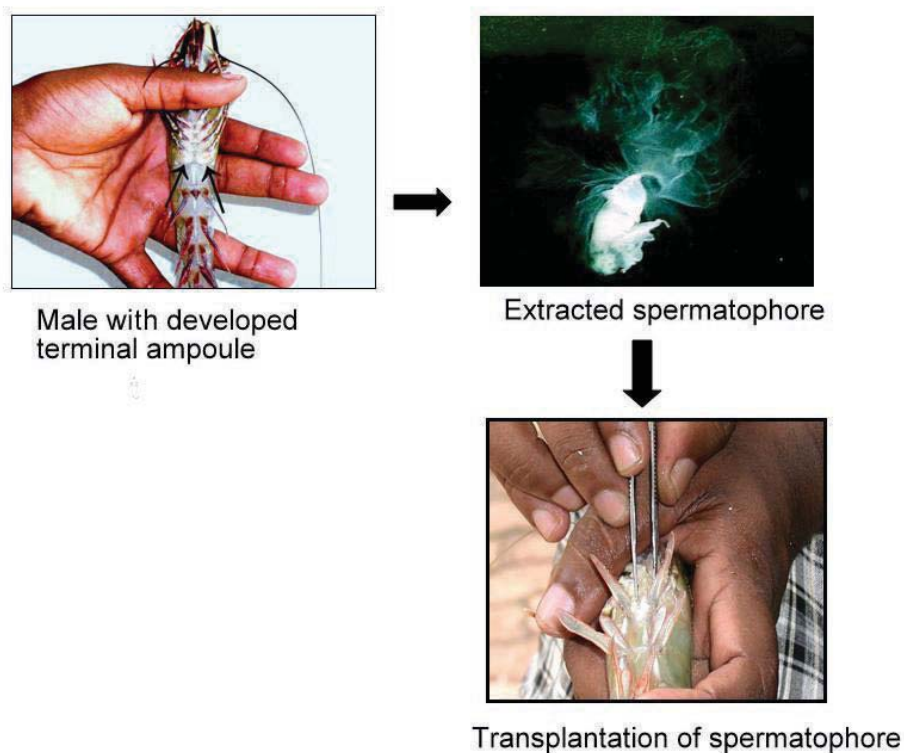 Male with developed
terminal ampoule
Extracted spermatophore
Transplantation of spermatophore